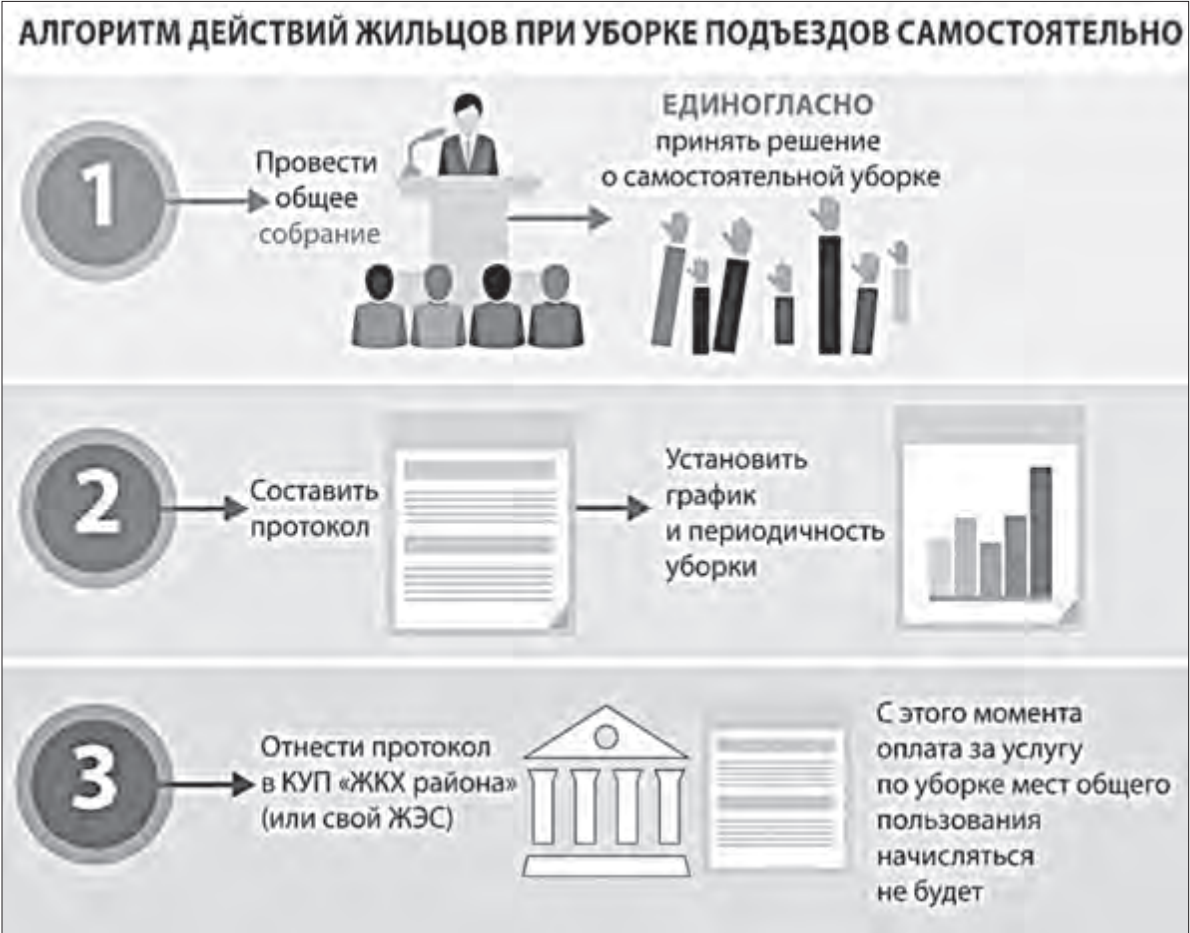 АЛГОРИТМ ДЕЙСТВИЙ ЖИЛЬЦОВ ПРИ УБОРКЕ ПОДЪЕЗДОВ САМОСТОЯТЕЛЬНО
1
Провести
общее
собрание
ЕДИНОГЛАСНО
принять решение
о самостоятельной уборке
2
Составить
протокол
Установить
график
и периодичность
уборки
3
Отнести протокол
в КУП «ЖКХ района»
(или свой ЖЭС)
С этого момента
оплата за услугу
по уборке мест общего
пользования
начисляться
не будет